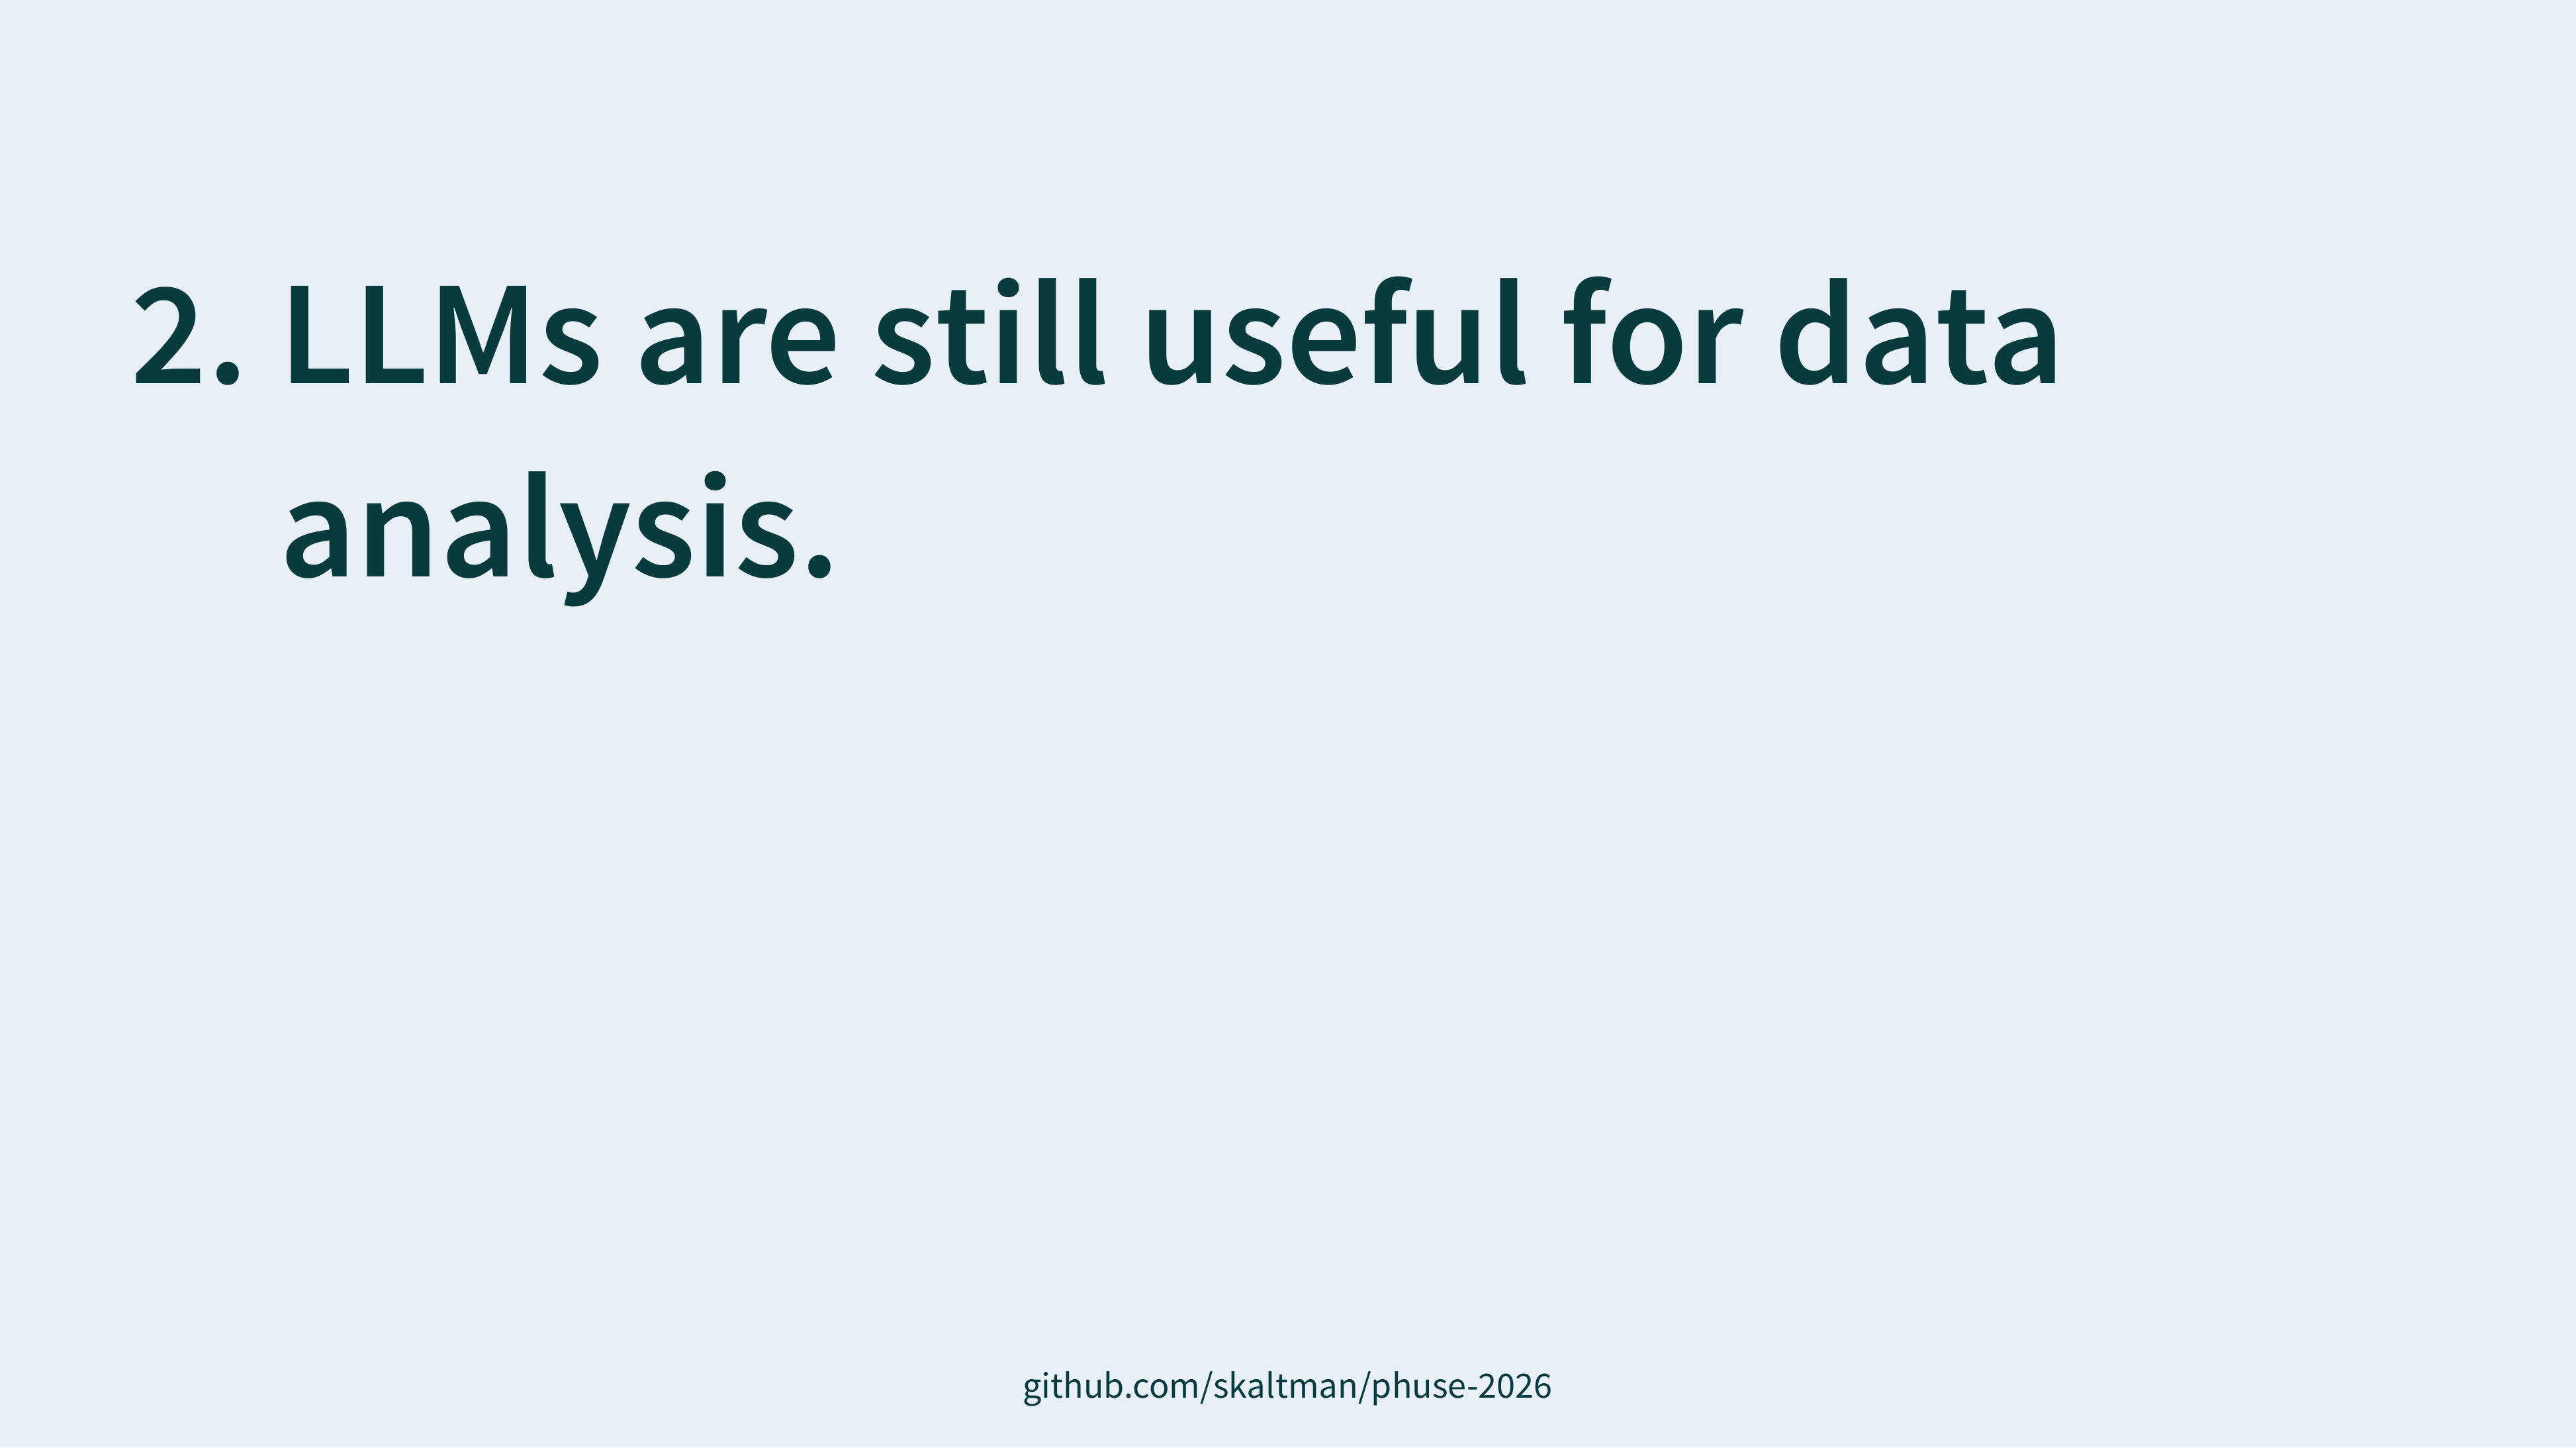 2. LLMs are still useful for data
analysis.
github.com/skaltman/phuse-2026